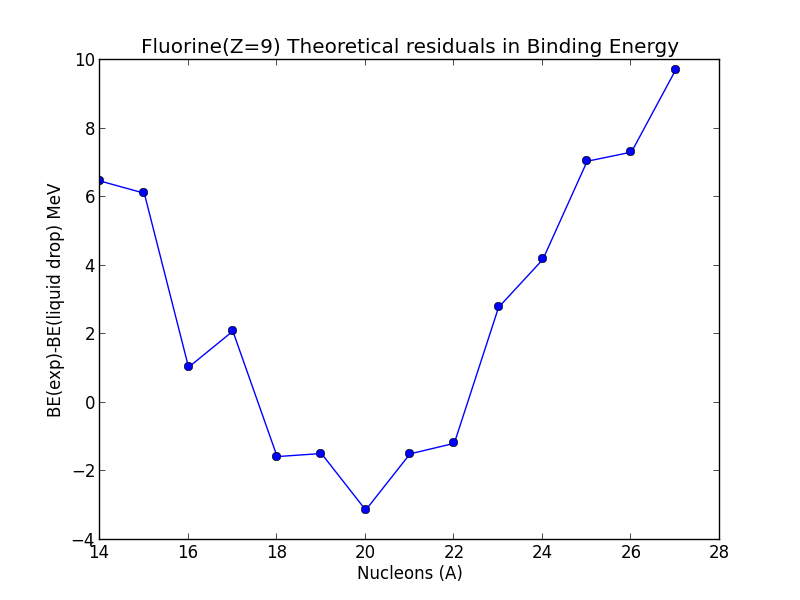 Fluorine(Z=9) Theoretical residuals in Binding Energy
10
8
6
4
2
0
−2
−4
BE(exp)-BE(liquid drop) MeV
14 16 18 20 22 24 26 28
Nucleons (A)